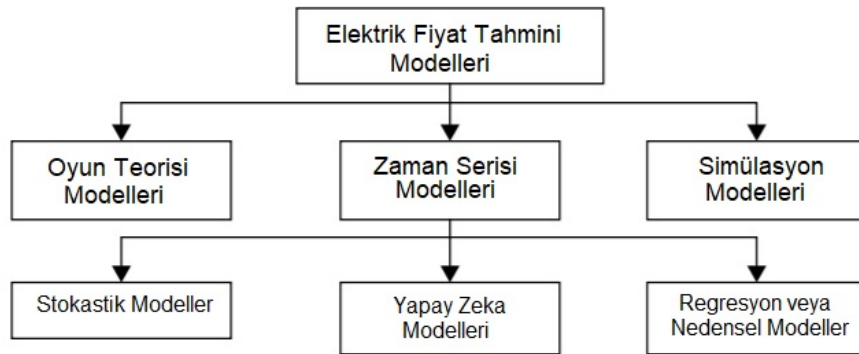 Elektrik Fiyat Tahmini
Modelleri
Oyun Teorisi
Modelleri
Zaman Serisi
Modelleri
Simülasyon
Modelleri
Stokastik Modeller
Yapay Zeka
Modelleri
Regresyon veya
Nedensel Modeller